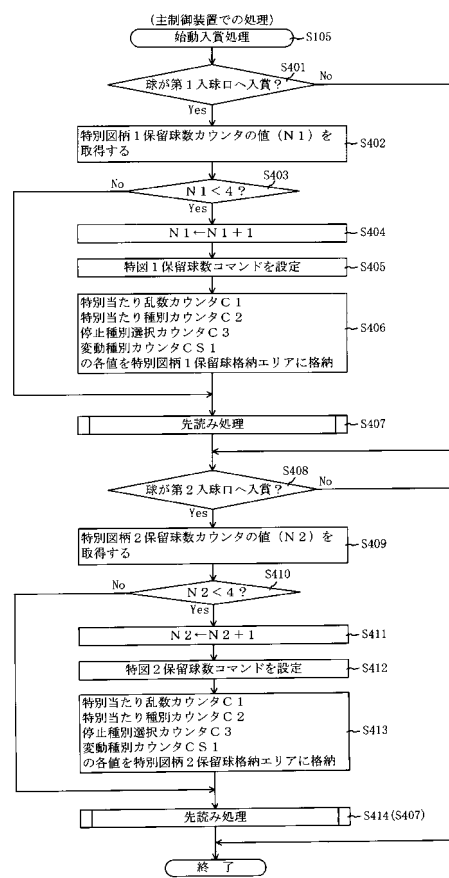 (主制御装置での処理)
始動入賞処理
S105
S401
球が第1入球口へ入賞？
No
Yes
特別図柄1保留球数カウンタの値（N1）を
取得する
S402
S403
No
N1＜4？
Yes
N1←N1＋1
S404
特図1保留球数コマンドを設定
S405
特別当たり乱数カウンタC1
特別当たり種別カウンタC2
停止種別選択カウンタC3
変動種別カウンタCS1
の各値を特別図柄1保留球格納エリアに格納
S406
先読み処理
S407
S408
球が第2入球口へ入賞？
No
Yes
特別図柄2保留球数カウンタの値（N2）を
取得する
S409
S410
No
N2＜4？
Yes
N2←N2＋1
S411
特図2保留球数コマンドを設定
S412
特別当たり乱数カウンタC1
特別当たり種別カウンタC2
停止種別選択カウンタC3
変動種別カウンタCS1
の各値を特別図柄2保留球格納エリアに格納
S413
先読み処理
S414(S407)
終了